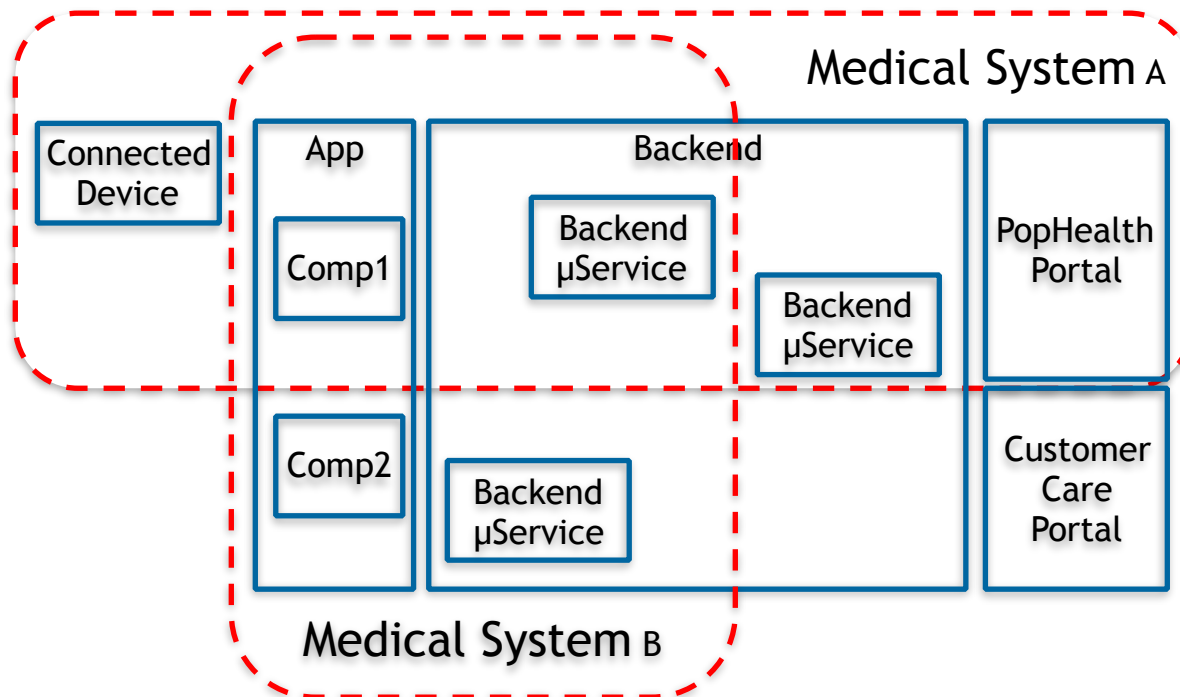 Medical System A
Connected
Device
App
Backend
Comp1
Backend
µService
Backend
µService
PopHealth
Portal
Comp2
Backend
µService
Customer
Care
Portal
Medical System B